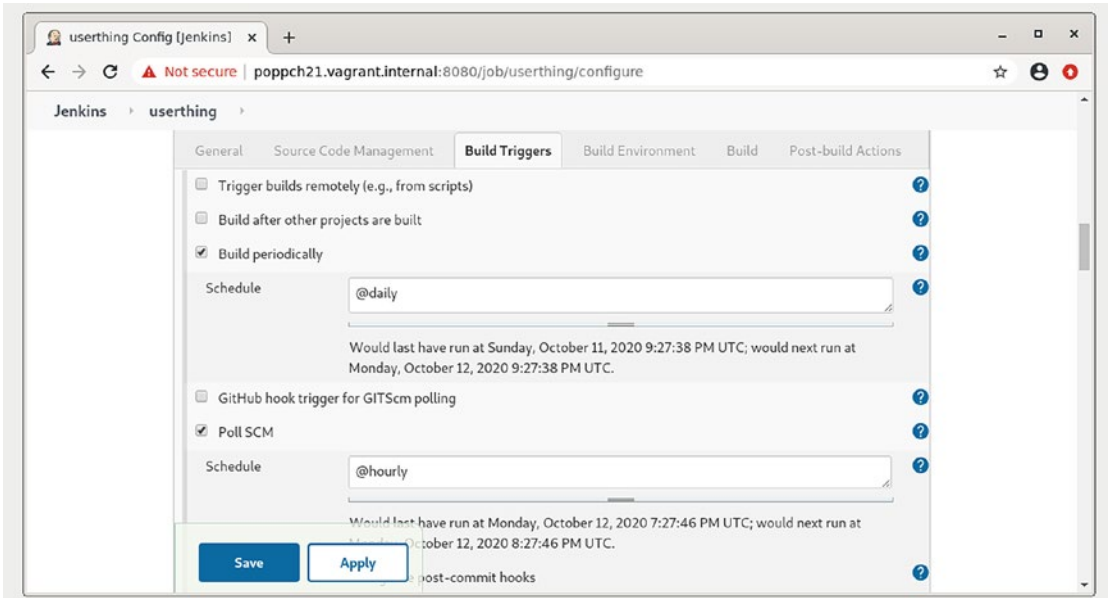 userthing Config [Jenkins] x +
Not secure | poppch21.vagrant.internal:8080/job/userthing/configure
Jenkins userthing
General Source Code Management Build Triggers Build Environment Build Post-build Actions
Trigger builds remotely (e.g., from scripts)
Build after other projects are built
Build periodically
Schedule @daily
Would last have run at Sunday, October 11, 2020 9:27:38 PM UTC; would next run at
Monday, October 12, 2020 9:27:38 PM UTC.
GitHub hook trigger for GITScm polling
Poll SCM
Schedule @hourly
Would last have run at Monday, October 12, 2020 7:27:46 PM UTC; would next run at
Monday, October 12, 2020 8:27:46 PM UTC.
Save Apply post-commit hooks